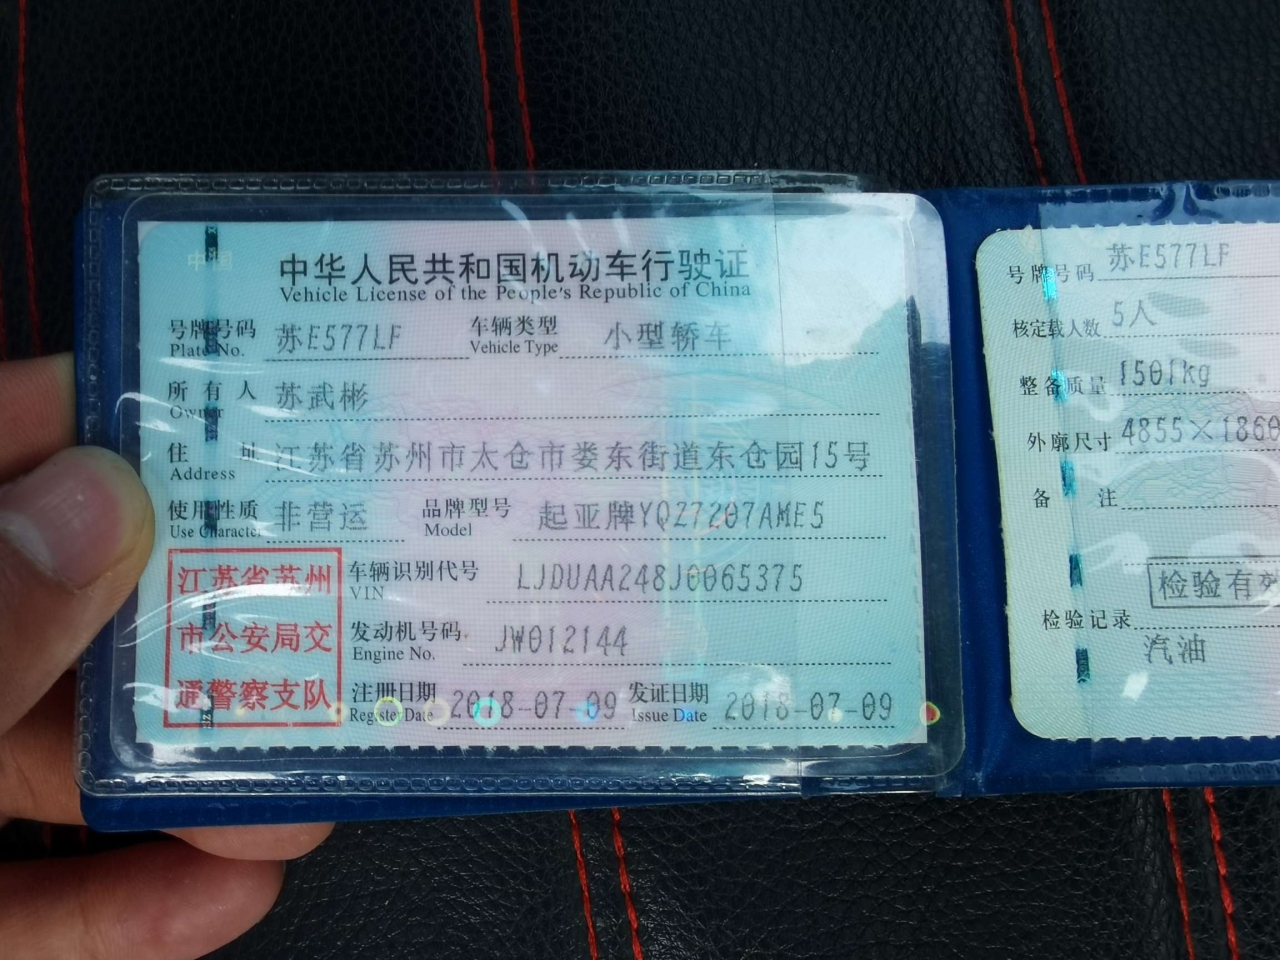 中华人民共和国机动车行驶证
Vehicle License of the People's Republic of China
号牌号码 苏E577LF 车辆类型 小型轿车
Plate No. Vehicle Type
所有人 苏武彬
Owner
住址 江苏省苏州市太仓市娄东街道东仓园15号
Address
使用性质 非营运 品牌型号 起亚牌YQZ7207AME5
Use Character Model
江苏省苏州
市公安局交
通警察支队
车辆识别代号 LJDUAA248J0065375
VIN
发动机号码 JW012144
Engine No.
注册日期 2018-07-09 发证日期 2018-07-09
Register Date Issue Date
号牌号码 苏E577LF
核定载人数 5人
整备质量 1501kg
外廓尺寸 4855×1860
备注
检验有效
检验记录
汽油